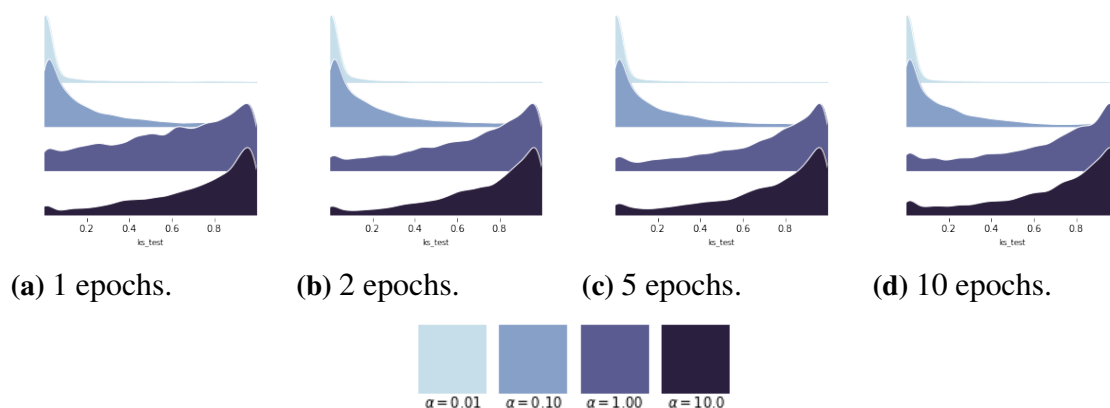 0.2 0.4 0.6 0.8
ks_test
0.2 0.4 0.6 0.8
ks_test
0.2 0.4 0.6 0.8
ks_test
0.2 0.4 0.6 0.8
ks_test
(a) 1 epochs.
(b) 2 epochs.
(c) 5 epochs.
(d) 10 epochs.
α = 0.01
α = 0.10
α = 1.00
α = 10.0